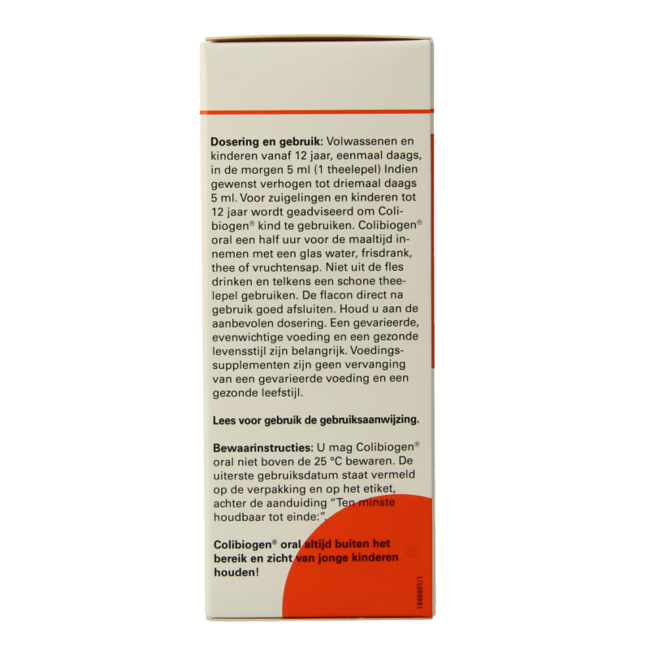 Dosering en gebruik: Volwassenen en
kinderen vanaf 12 jaar, eenmaal daags,
in de morgen 5 ml (1 theelepel) Indien
gewenst verhogen tot driemaal daags
5 ml. Voor zuigelingen en kinderen tot
12 jaar wordt geadviseerd om Coli-
biogen® kind te gebruiken. Colibiogen®
oral een half uur voor de maaltijd in-
nemen met een glas water, frisdrank,
thee of vruchtensap. Niet uit de fles
drinken en telkens een schone thee-
lepel gebruiken. De flacon direct na
gebruik goed afsluiten. Houd u aan de
aanbevolen dosering. Een gevarieerde,
evenwichtige voeding en een gezonde
levensstijl zijn belangrijk. Voedings-
supplementen zijn geen vervanging
van een gevarieerde voeding en een
gezonde leefstijl.
Lees voor gebruik de gebruiksaanwijzing.
Bewaarinstructies: U mag Colibiogen®
oral niet boven de 25 °C bewaren. De
uiterste gebruiksdatum staat vermeld
op de verpakking en op het etiket,
achter de aanduiding "Ten minste
houdbaar tot einde:".
Colibiogen® oral altijd buiten het
bereik en zicht van jonge kinderen
houden!